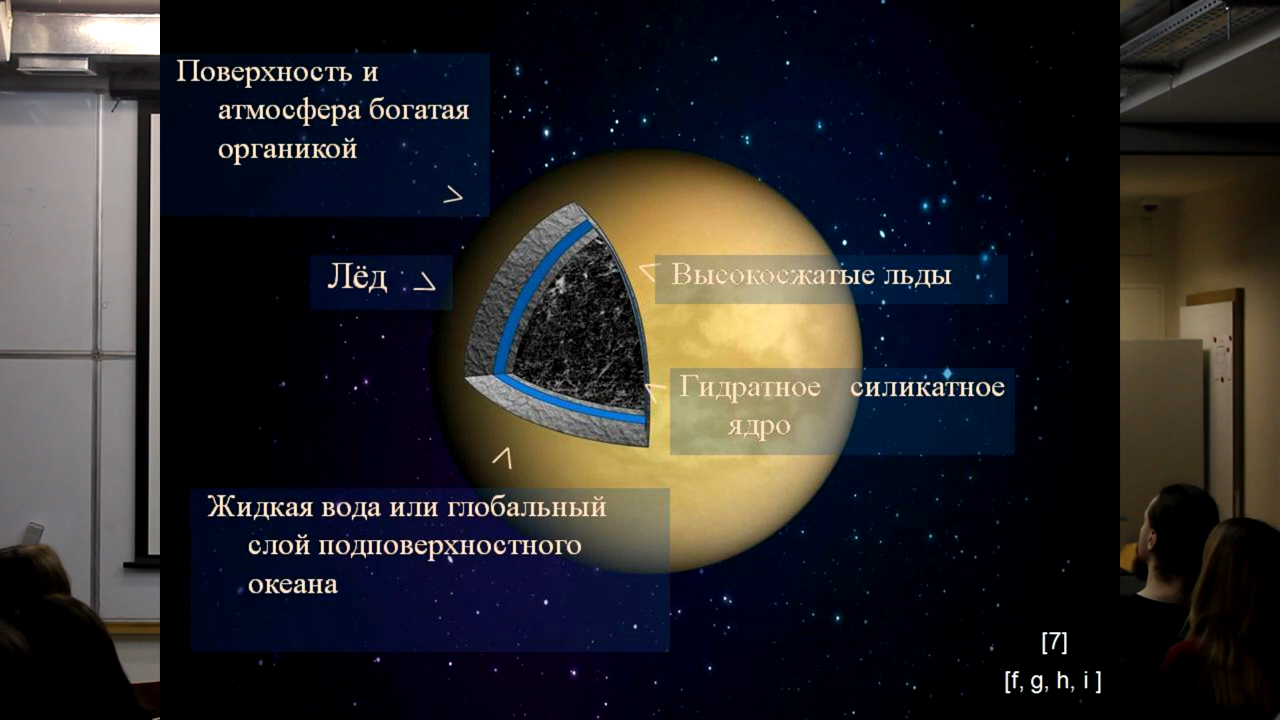 Поверхность и
атмосфера богатая
органикой
Лёд
Высокосжатые льды
Гидратное силикатное
ядро
Жидкая вода или глобальный
слой подповерхностного
океана
[7]
[f, g, h, i ]